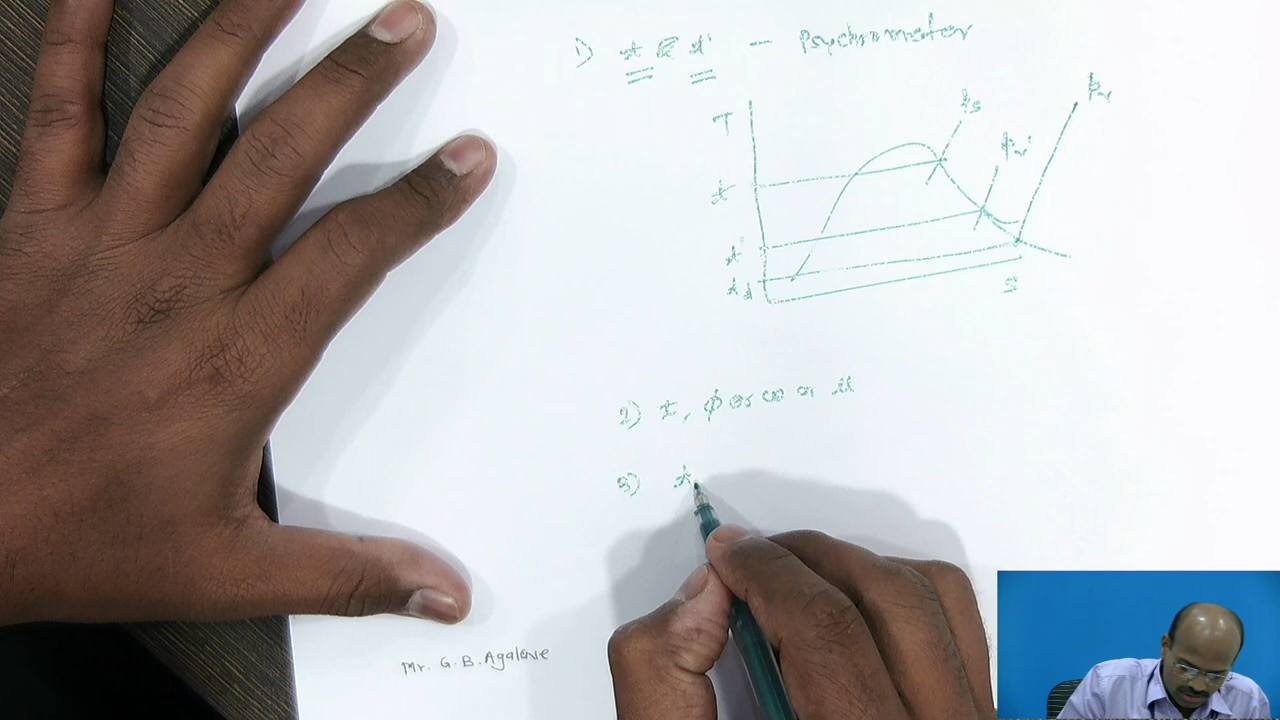 1) t & t' - Psychrometer
T
t
t'
td
ps
pv'
pv
S
2) t, φ or ω or µ
3) t
Mr. G. B. Agalave